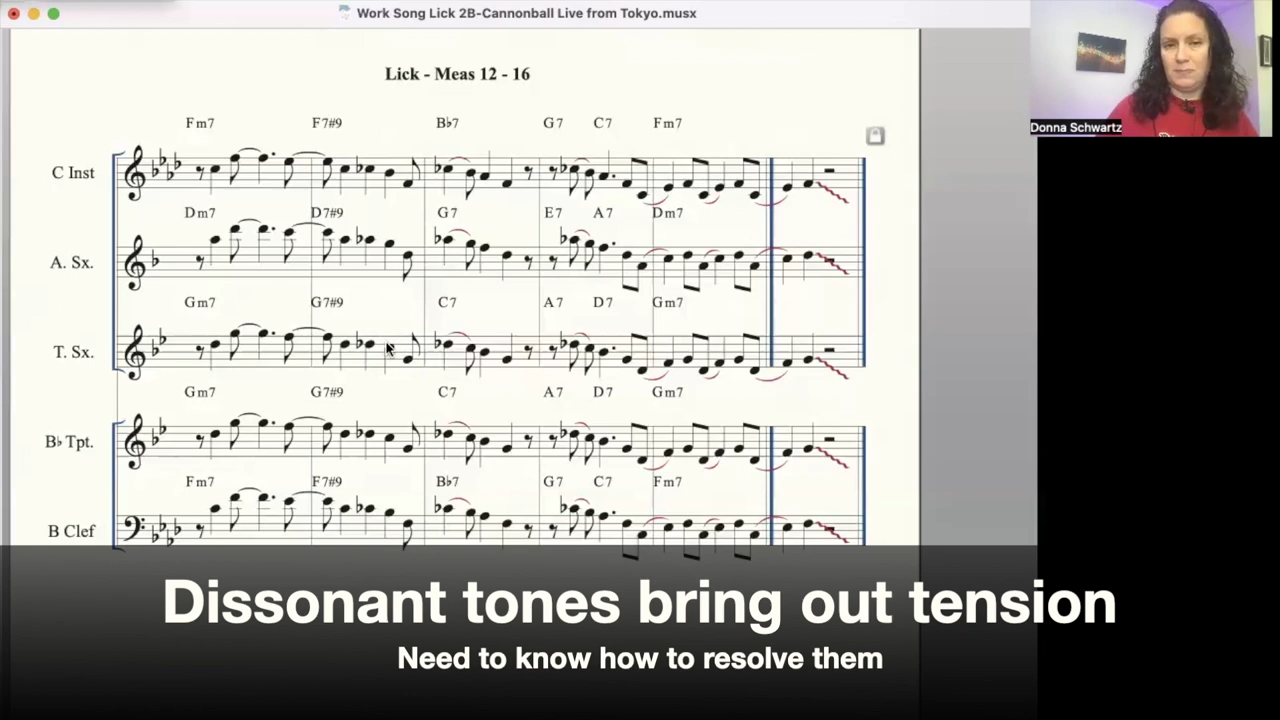 Work Song Lick 2B-Cannonball Live from Tokyo.musx
Donna Schwartz
Lick - Meas 12 - 16
Fm7 F7#9 B♭7 G7 C7 Fm7
C Inst
Dm7 D7#9 G7 E7 A7 Dm7
A. Sx.
Gm7 G7#9 C7 A7 D7 Gm7
T. Sx.
Gm7 G7#9 C7 A7 D7 Gm7
B♭ Tpt.
Fm7 F7#9 B♭7 G7 C7 Fm7
B Clef
Dissonant tones bring out tension
Need to know how to resolve them